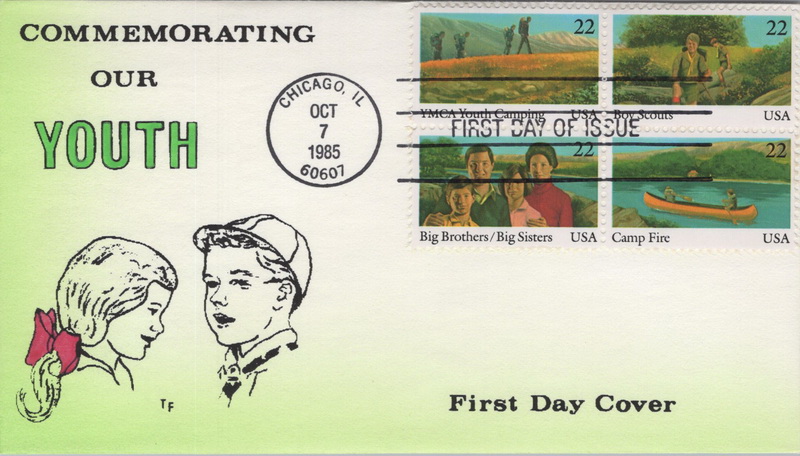 COMMEMORATING
OUR
YOUTH
CHICAGO, IL
OCT
7
1985
60607
22
YMCA Youth Camping USA
22
Boy Scouts USA
FIRST DAY OF ISSUE
22
Big Brothers/Big Sisters USA
22
Camp Fire USA
TF
First Day Cover